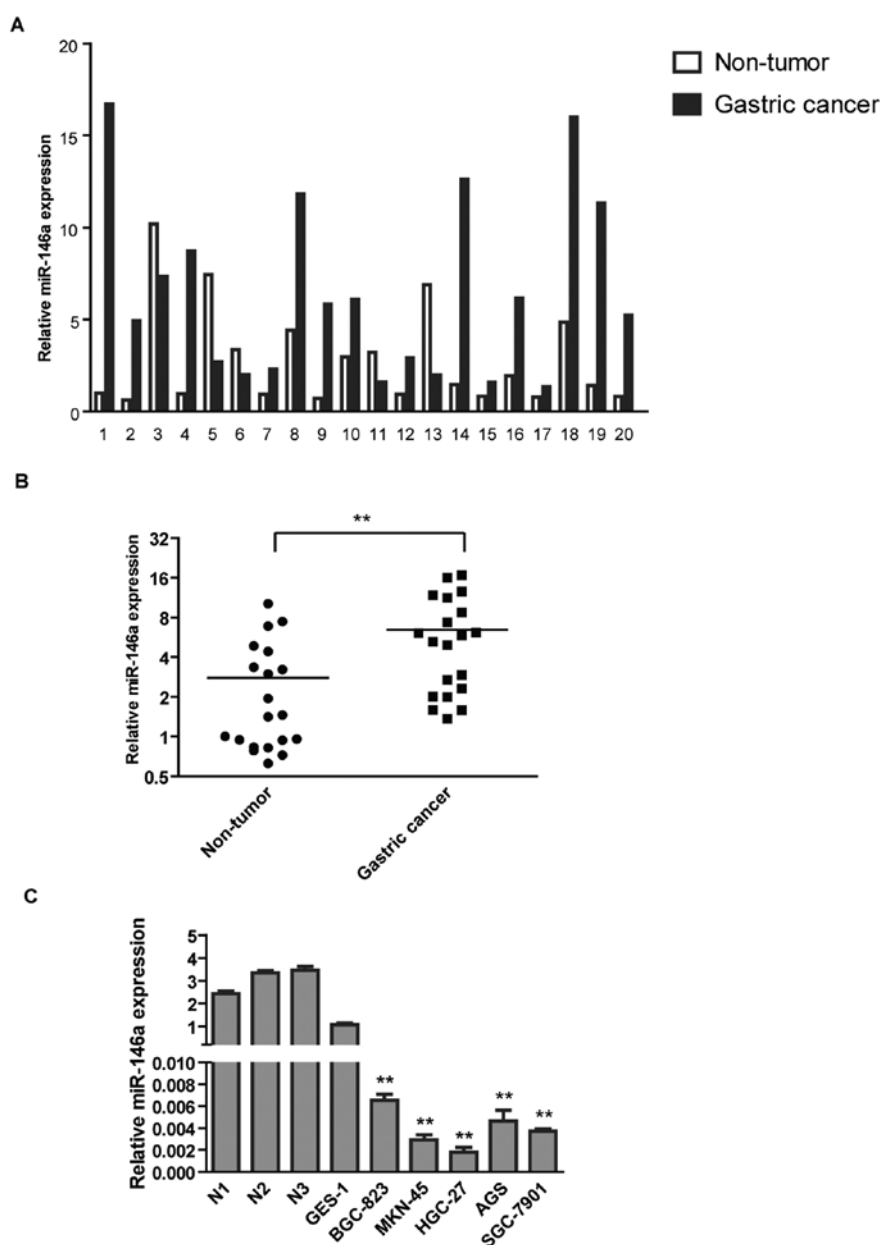 A
Relative miR-146a expression
20
15
10
5
0
1 2 3 4 5 6 7 8 9 10 11 12 13 14 15 16 17 18 19 20
Non-tumor
Gastric cancer
B
Relative miR-146a expression
32
16
8
4
2
1
0.5
**
Non-tumor
Gastric cancer
C
Relative miR-146a expression
5
4
3
2
1
0.010
0.008
0.006
0.004
0.002
0.000
** ** ** ** **
N1
N2
N3
GES-1
BGC-823
MKN-45
HGC-27
AGS
SGC-7901